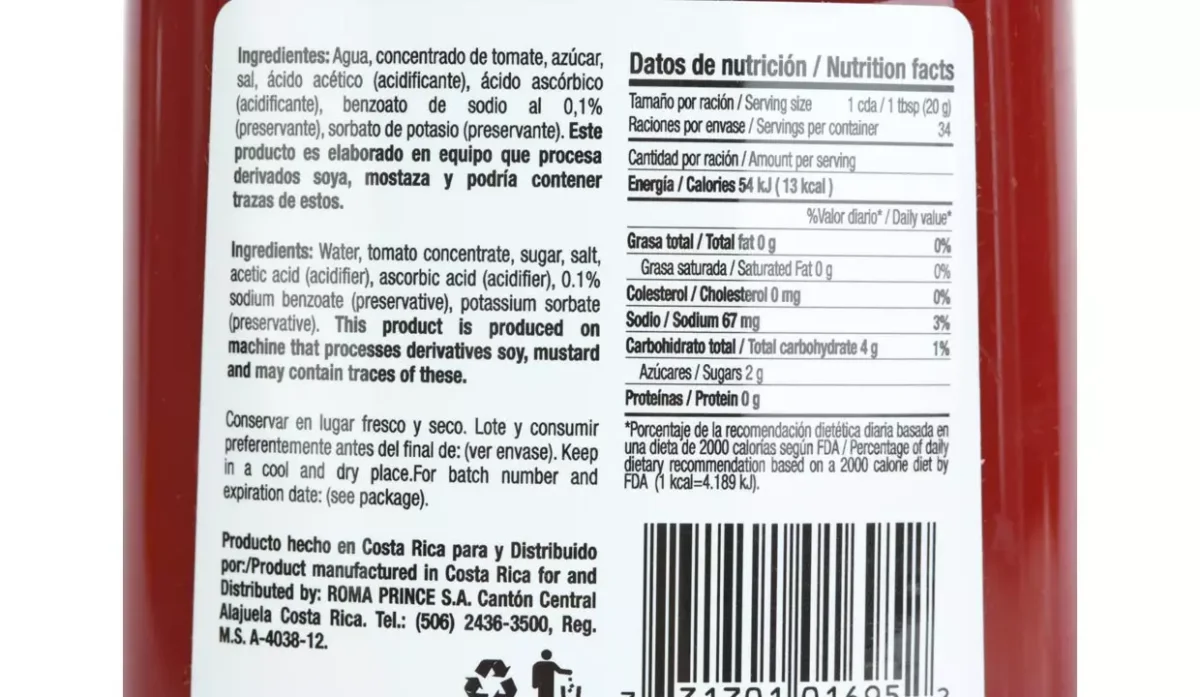 Ingredientes: Agua, concentrado de tomate, azúcar,
sal, ácido acético (acidificante), ácido ascórbico
(acidificante), benzoato de sodio al 0,1%
(preservante), sorbato de potasio (preservante). Este
producto es elaborado en equipo que procesa
derivados soya, mostaza y podría contener
trazas de estos.
Ingredients: Water, tomato concentrate, sugar, salt,
acetic acid (acidifier), ascorbic acid (acidifier), 0.1%
sodium benzoate (preservative), potassium sorbate
(preservative). This product is produced on
machine that processes derivatives soy, mustard
and may contain traces of these.
Conservar en lugar fresco y seco. Lote y consumir
preferentemente antes del final de: (ver envase). Keep
in a cool and dry place.For batch number and
expiration date: (see package).
Producto hecho en Costa Rica para y Distribuido
por:/Product manufactured in Costa Rica for and
Distributed by: ROMA PRINCE S.A. Cantón Central
Alajuela Costa Rica. Tel.: (506) 2436-3500, Reg.
M.S. A-4038-12.
Datos de nutrición / Nutrition facts
Tamaño por ración / Serving size 1 cda / 1 tbsp (20 g)
Raciones por envase / Servings per container 34
Cantidad por ración / Amount per serving
Energía / Calories 54 kJ ( 13 kcal )
%Valor diario* / Daily value*
Grasa total / Total fat 0 g 0%
Grasa saturada / Saturated Fat 0 g 0%
Colesterol / Cholesterol 0 mg 0%
Sodio / Sodium 67 mg 3%
Carbohidrato total / Total carbohydrate 4 g 1%
Azúcares / Sugars 2 g
Proteínas / Protein 0 g
*Porcentaje de la recomendación dietética diaria basada en
una dieta de 2000 calorías según FDA / Percentage of daily
dietary recommendation based on a 2000 calorie diet by
FDA (1 kcal=4.189 kJ).
7 31701 01695 2